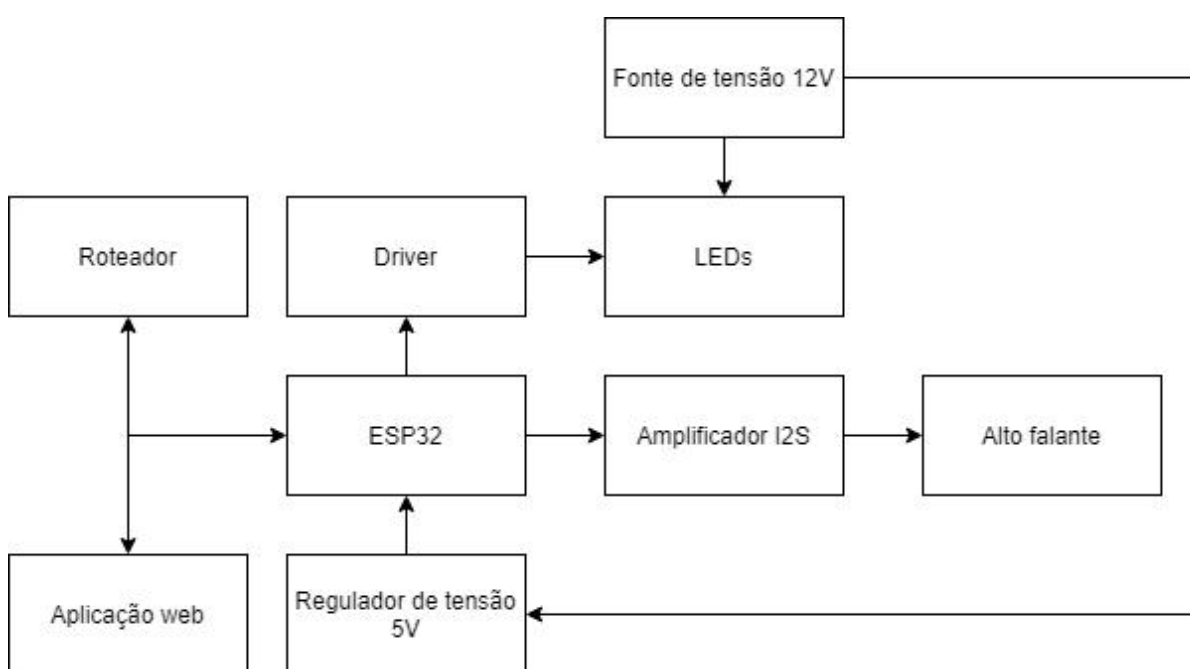 Fonte de tensão 12V
Roteador
Driver
LEDs
ESP32
Amplificador I2S
Alto falante
Aplicação web
Regulador de tensão
5V